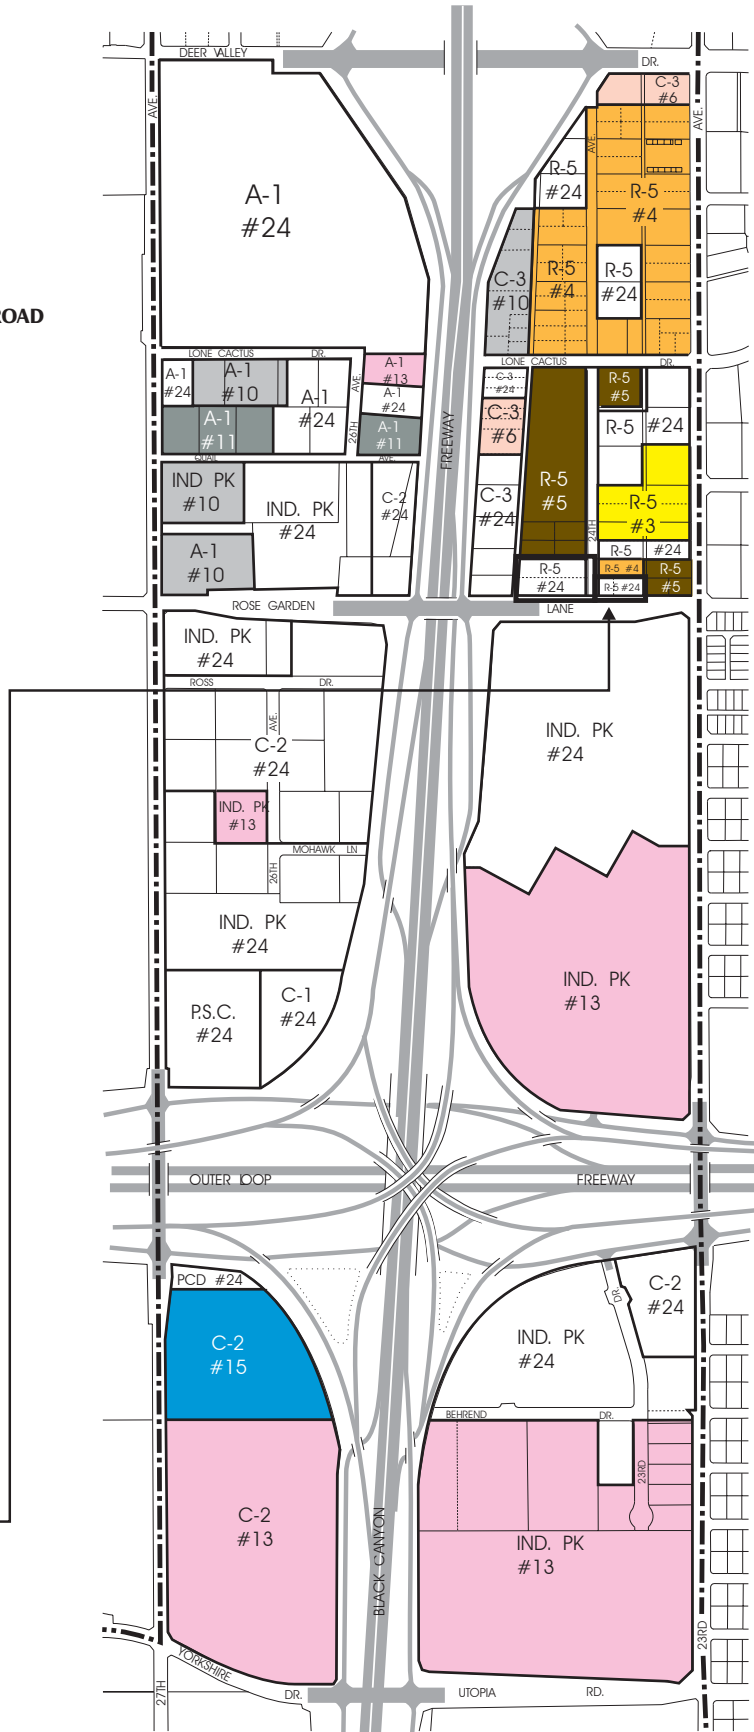 DEER VALLEY
DR.
AVE.
AVE.
C-3
#6
AVE.
A-1
#24
R-5
#24
R-5
#4
C-3
#10
R-5
#4
R-5
#24
ROAD
LONE CACTUS
DR.
LONE CACTUS
DR.
A-1
#24
A-1
#10
A-1
#24
A-1
#11
AVE.
26TH
A-1
#13
A-1
#24
A-1
#11
FREEWAY
C-3
#24
C-3
#6
R-5
#5
R-5
#5
R-5
#24
QUAIL
AVE.
IND PK
#10
IND. PK
#24
C-2
#24
C-3
#24
R-5
#3
24TH
A-1
#10
R-5
#24
R-5
#24
R-5 #4
R-5 #24
R-5
#5
ROSE GARDEN
LANE
IND. PK
#24
ROSS
DR.
AVE.
C-2
#24
IND. PK
#24
IND. PK
#13
MOHAWK LN
26TH
IND. PK
#24
IND. PK
#13
P.S.C.
#24
C-1
#24
OUTER LOOP
FREEWAY
PCD #24
C-2
#15
DR.
C-2
#24
IND. PK
#24
BEHREND
DR.
23RD
C-2
#13
IND. PK
#13
BLACK CANYON
YORKSHIRE
DR.
UTOPIA
RD.
27TH
23RD